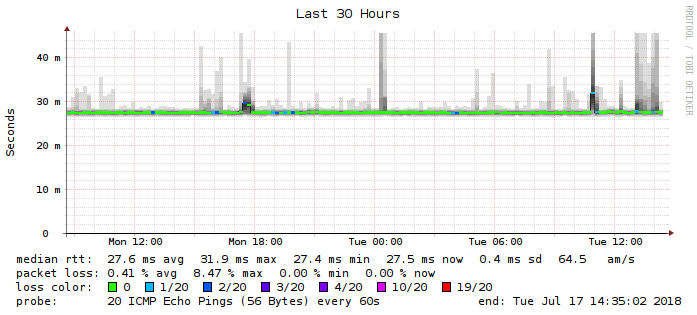 Last 30 Hours
RRDTOOL / TOBI OETIKER
Seconds
40 m
30 m
20 m
10 m
0
Mon 12:00 Mon 18:00 Tue 00:00 Tue 06:00 Tue 12:00
median rtt: 27.6 ms avg 31.9 ms max 27.4 ms min 27.5 ms now 0.4 ms sd 64.5 am/s
packet loss: 0.41 % avg 8.47 % max 0.00 % min 0.00 % now
loss color: 0 1/20 2/20 3/20 4/20 10/20 19/20
probe: 20 ICMP Echo Pings (56 Bytes) every 60s end: Tue Jul 17 14:35:02 2018